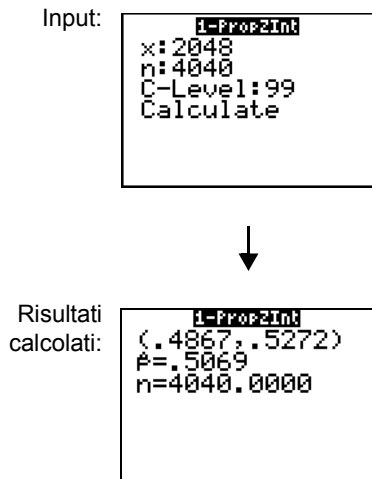 Input:
1-PropZInt
x:2048
n:4040
C-Level:99
Calculate
Risultati
calcolati:
1-PropZInt
(.4867,.5272)
p̂=.5069
n=4040.0000